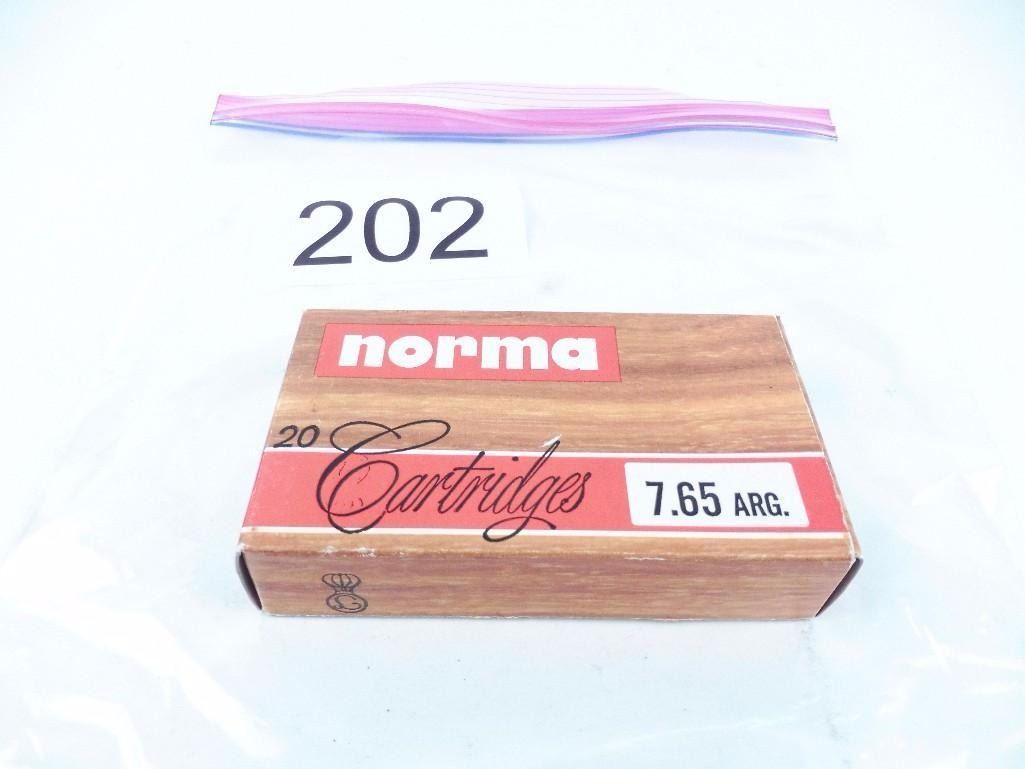 202
norma
20 Cartridges
7.65 ARG.